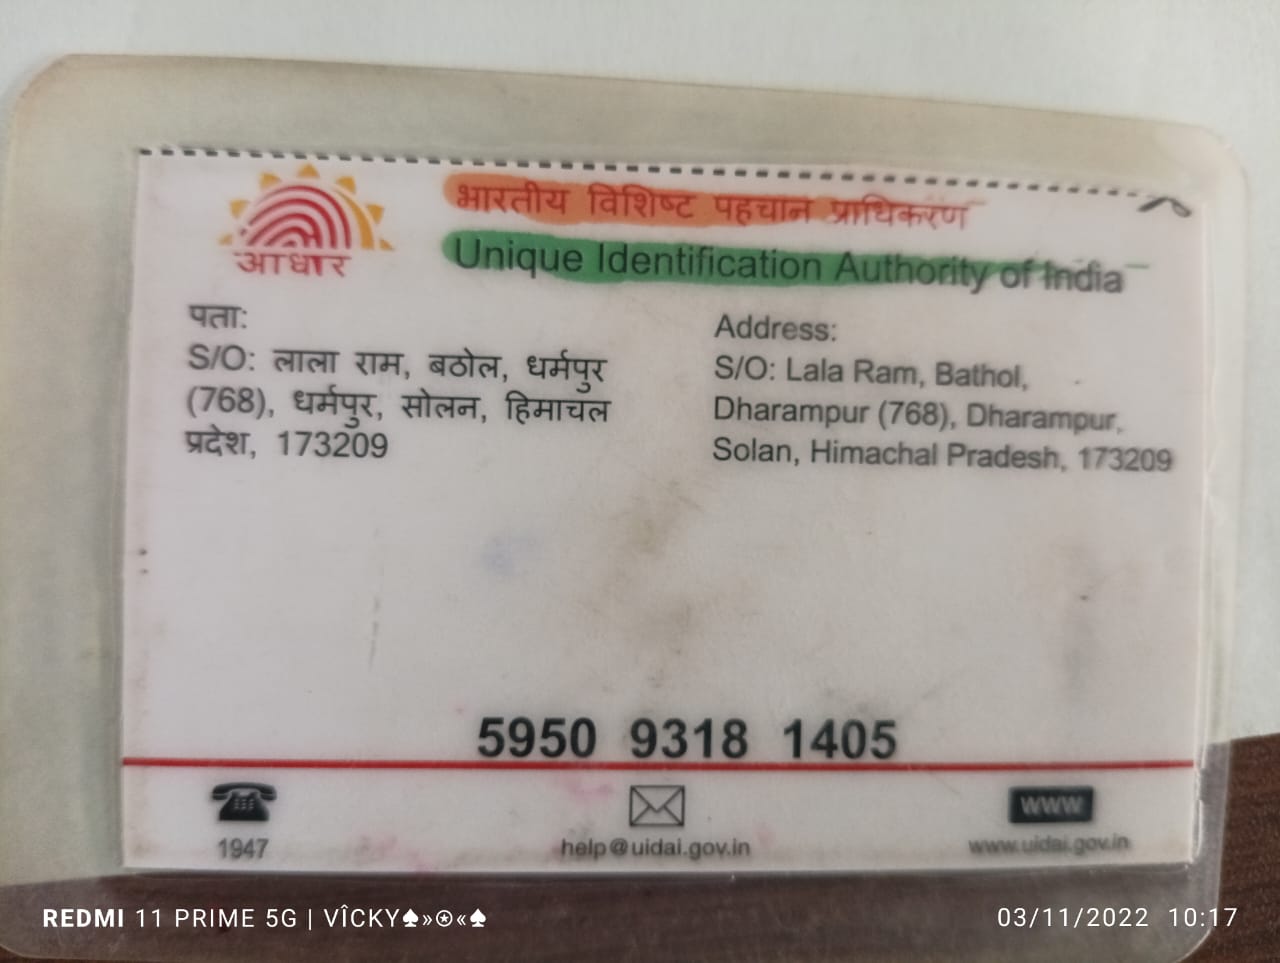 भारतीय विशिष्ट पहचान प्राधिकरण
आधार
Unique Identification Authority of India
पता:
S/O: लाला राम, बठोल, धर्मपुर
(768), धर्मपुर, सोलन, हिमाचल
प्रदेश, 173209
Address:
S/O: Lala Ram, Bathol,
Dharampur (768), Dharampur,
Solan, Himachal Pradesh, 173209
5950 9318 1405
WWW
1947
help@uidai.gov.in
www.uidai.gov.in
REDMI 11 PRIME 5G | VÎCKY♠»⍟«♠
03/11/2022 10:17